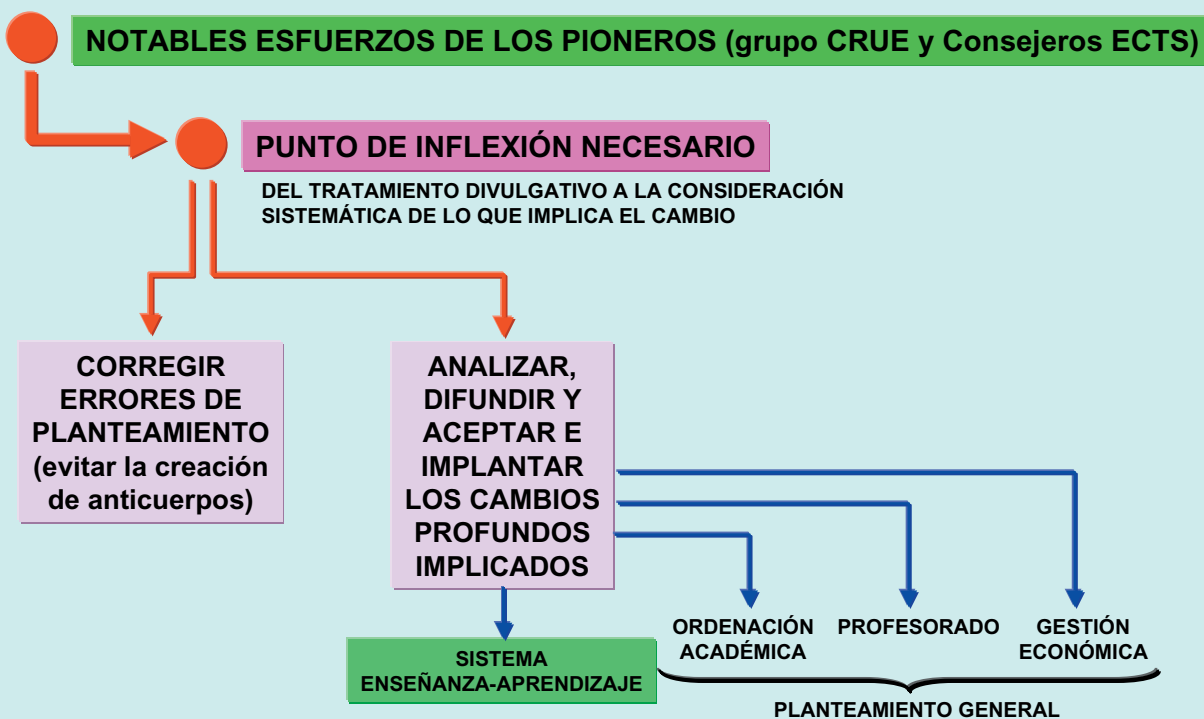 NOTABLES ESFUERZOS DE LOS PIONEROS (grupo CRUE y Consejeros ECTS)
PUNTO DE INFLEXIÓN NECESARIO
DEL TRATAMIENTO DIVULGATIVO A LA CONSIDERACIÓN
SISTEMÁTICA DE LO QUE IMPLICA EL CAMBIO
CORREGIR
ERRORES DE
PLANTEAMIENTO
(evitar la creación
de anticuerpos)
ANALIZAR,
DIFUNDIR Y
ACEPTAR E
IMPLANTAR
LOS CAMBIOS
PROFUNDOS
IMPLICADOS
SISTEMA
ENSEÑANZA-APRENDIZAJE
ORDENACIÓN
ACADÉMICA
PROFESORADO
GESTIÓN
ECONÓMICA
PLANTEAMIENTO GENERAL